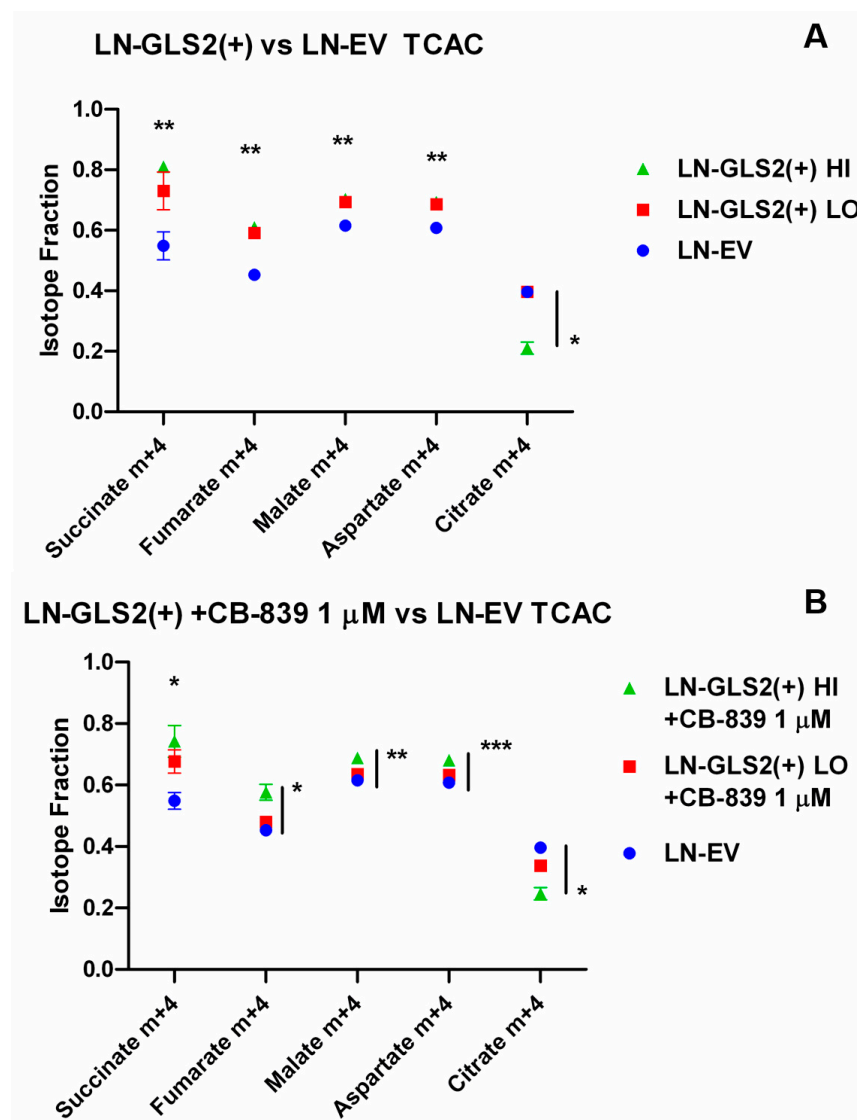 LN-GLS2(+) vs LN-EV TCAC
A
1.0
0.8
0.6
0.4
0.2
0.0
Isotope Fraction
**
**
**
**
*
Succinate m+4
Fumarate m+4
Malate m+4
Aspartate m+4
Citrate m+4
LN-GLS2(+) HI
LN-GLS2(+) LO
LN-EV
LN-GLS2(+) +CB-839 1 μM vs LN-EV TCAC
B
1.0
0.8
0.6
0.4
0.2
0.0
Isotope Fraction
*
*
**
***
*
Succinate m+4
Fumarate m+4
Malate m+4
Aspartate m+4
Citrate m+4
LN-GLS2(+) HI
+CB-839 1 μM
LN-GLS2(+) LO
+CB-839 1 μM
LN-EV